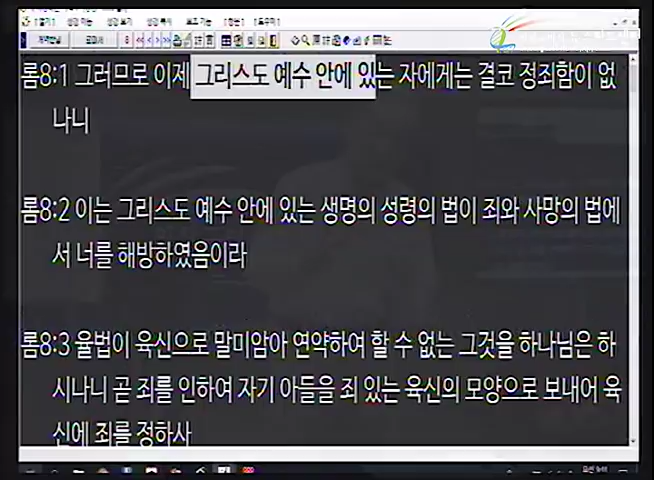 롬8:1 그러므로 이제 그리스도 예수 안에 있는 자에게는 결코 정죄함이 없
나니
롬8:2 이는 그리스도 예수 안에 있는 생명의 성령의 법이 죄와 사망의 법에
서 너를 해방하였음이라
롬8:3 율법이 육신으로 말미암아 연약하여 할 수 없는 그것을 하나님은 하
시나니 곧 죄를 인하여 자기 아들을 죄 있는 육신의 모양으로 보내어 육
신에 죄를 정하사